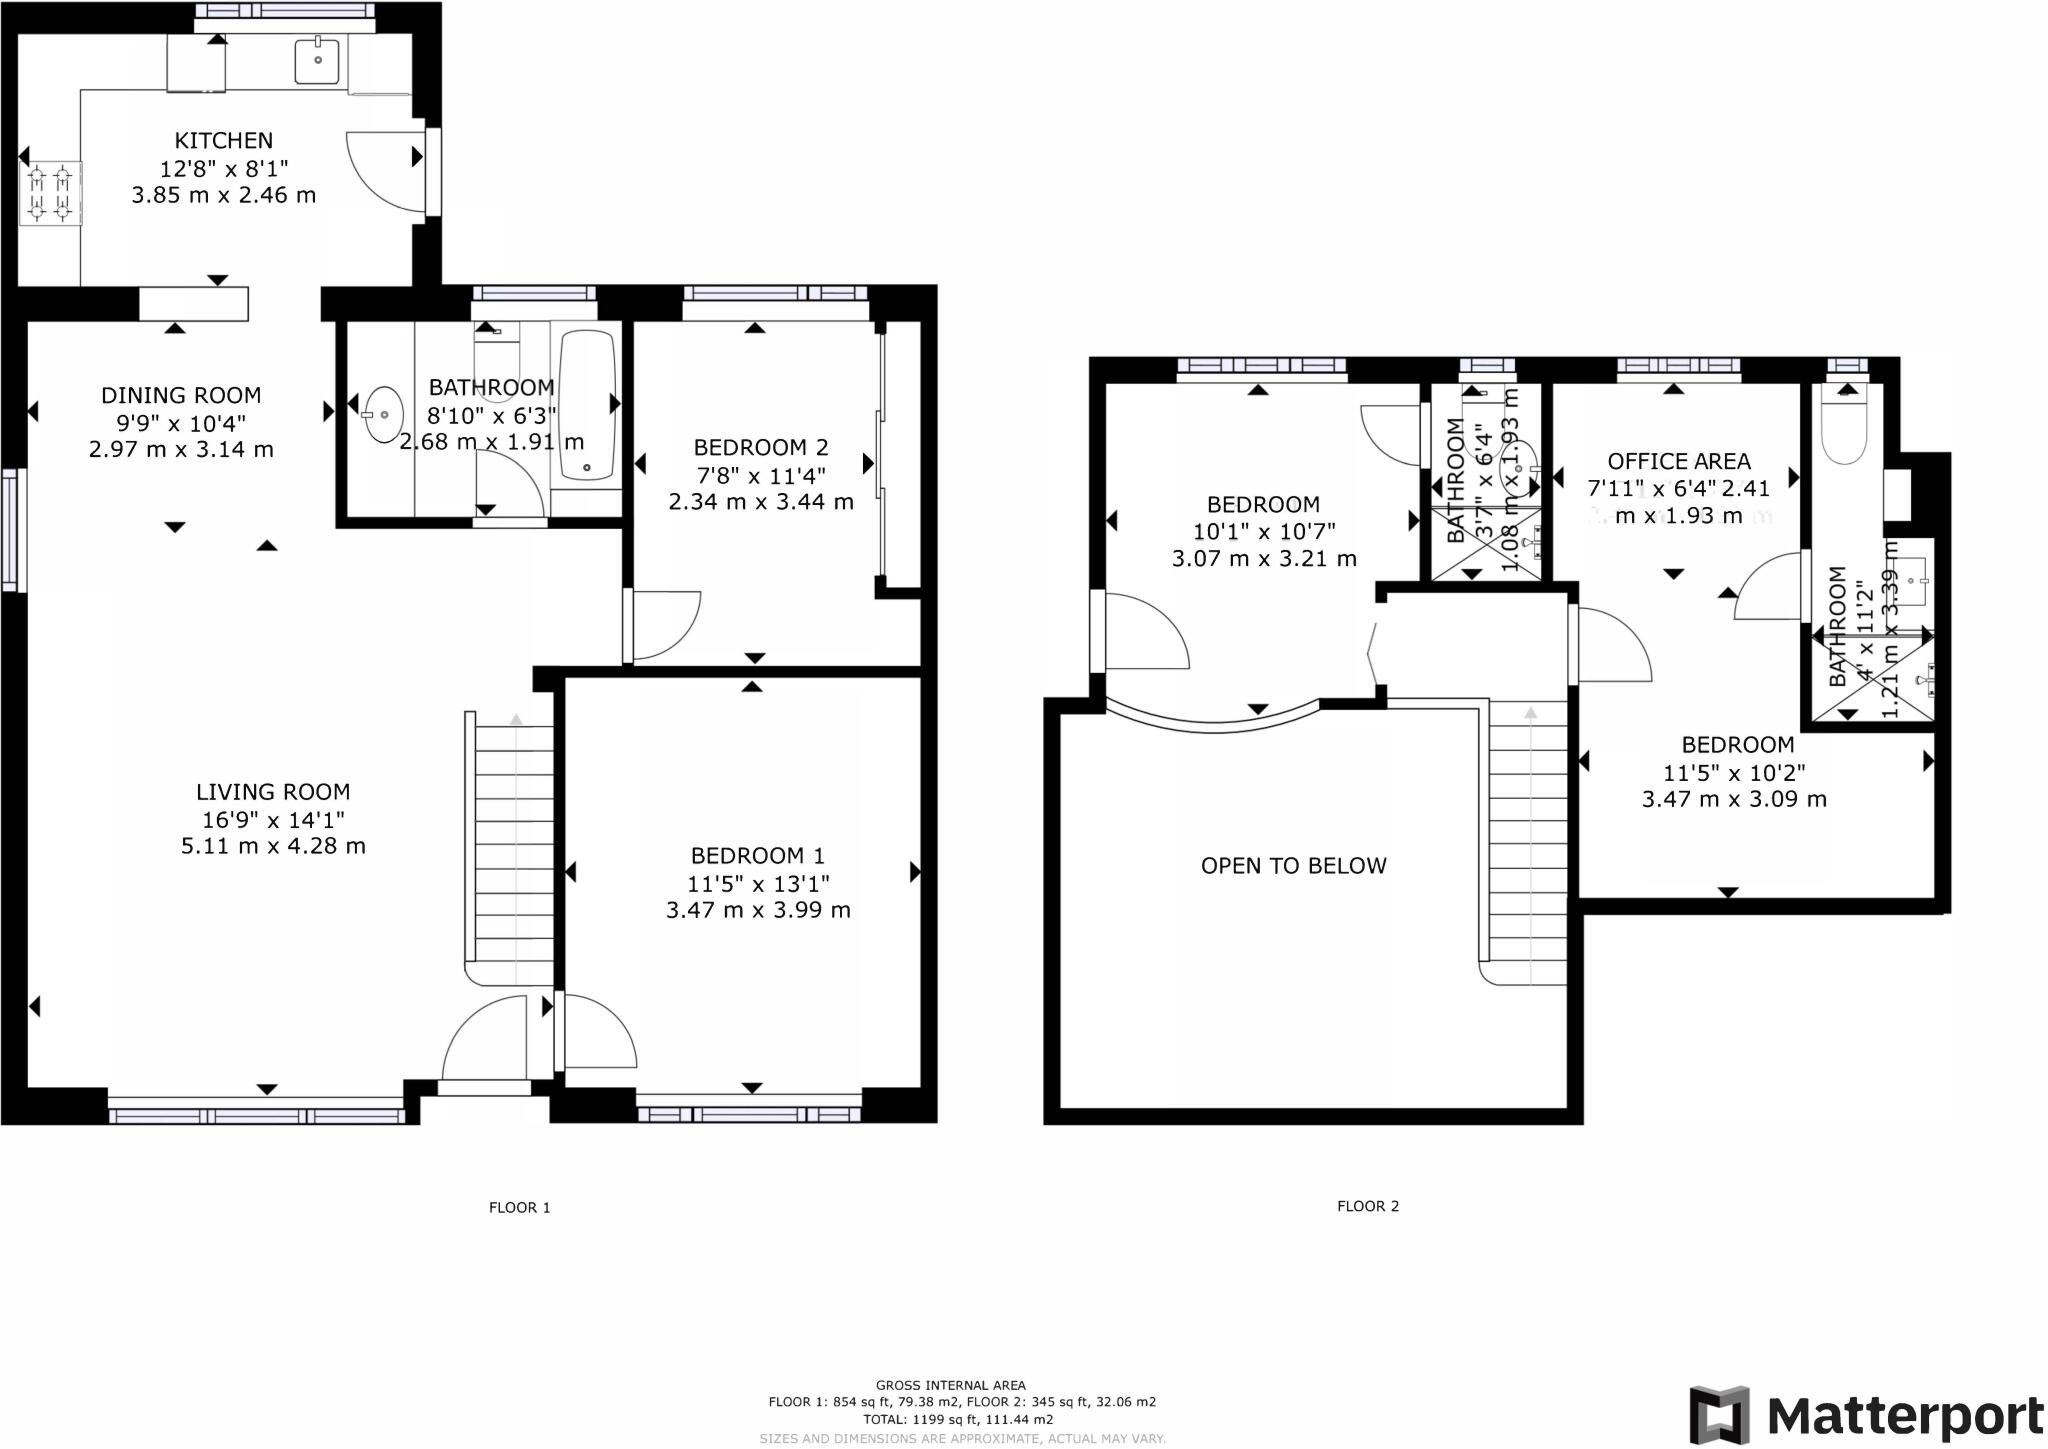 KITCHEN
12'8" x 8'1"
3.85 m x 2.46 m
DINING ROOM
9'9" x 10'4"
2.97 m x 3.14 m
BATHROOM
8'10" x 6'3"
2.68 m x 1.91 m
BEDROOM 2
7'8" x 11'4"
2.34 m x 3.44 m
LIVING ROOM
16'9" x 14'1"
5.11 m x 4.28 m
BEDROOM 1
11'5" x 13'1"
3.47 m x 3.99 m
FLOOR 1
BEDROOM
10'1" x 10'7"
3.07 m x 3.21 m
BATHROOM
3'7" x 6'4"
1.08 m x 1.93 m
OFFICE AREA
7'11" x 6'4" 2.41
m x 1.93 m
BATHROOM
4' x 11'2"
1.21 m x 3.39 m
BEDROOM
11'5" x 10'2"
3.47 m x 3.09 m
OPEN TO BELOW
FLOOR 2
GROSS INTERNAL AREA
FLOOR 1: 854 sq ft, 79.38 m2, FLOOR 2: 345 sq ft, 32.06 m2
TOTAL: 1199 sq ft, 111.44 m2
SIZES AND DIMENSIONS ARE APPROXIMATE, ACTUAL MAY VARY.
Matterport